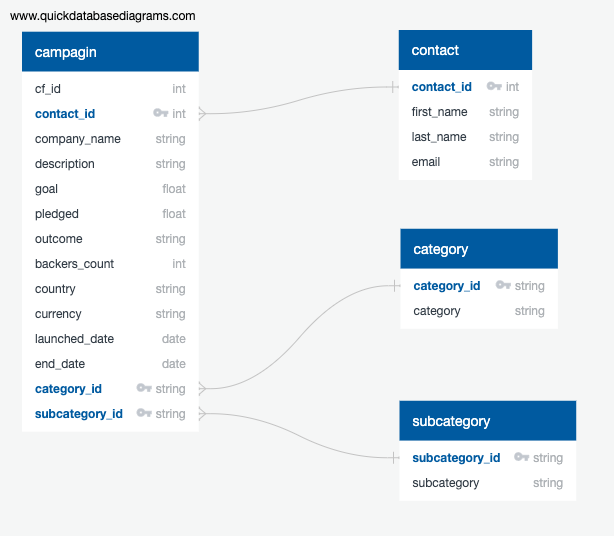 www.quickdatabasediagrams.com
campagin
cf_id int
contact_id int
company_name string
description string
goal float
pledged float
outcome string
backers_count int
country string
currency string
launched_date date
end_date date
category_id string
subcategory_id string
contact
contact_id int
first_name string
last_name string
email string
category
category_id string
category string
subcategory
subcategory_id string
subcategory string